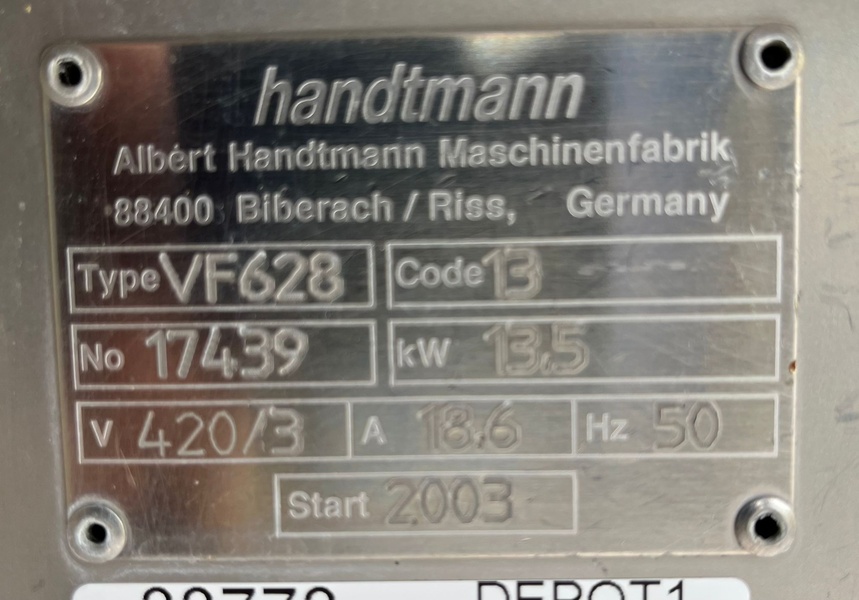 handtmann
Albert Handtmann Maschinenfabrik
88400 Biberach / Riss, Germany
Type VF628 Code 13
No 17439 kW 13.5
V 420/3 A 18.6 Hz 50
Start 2003
DEPOT1